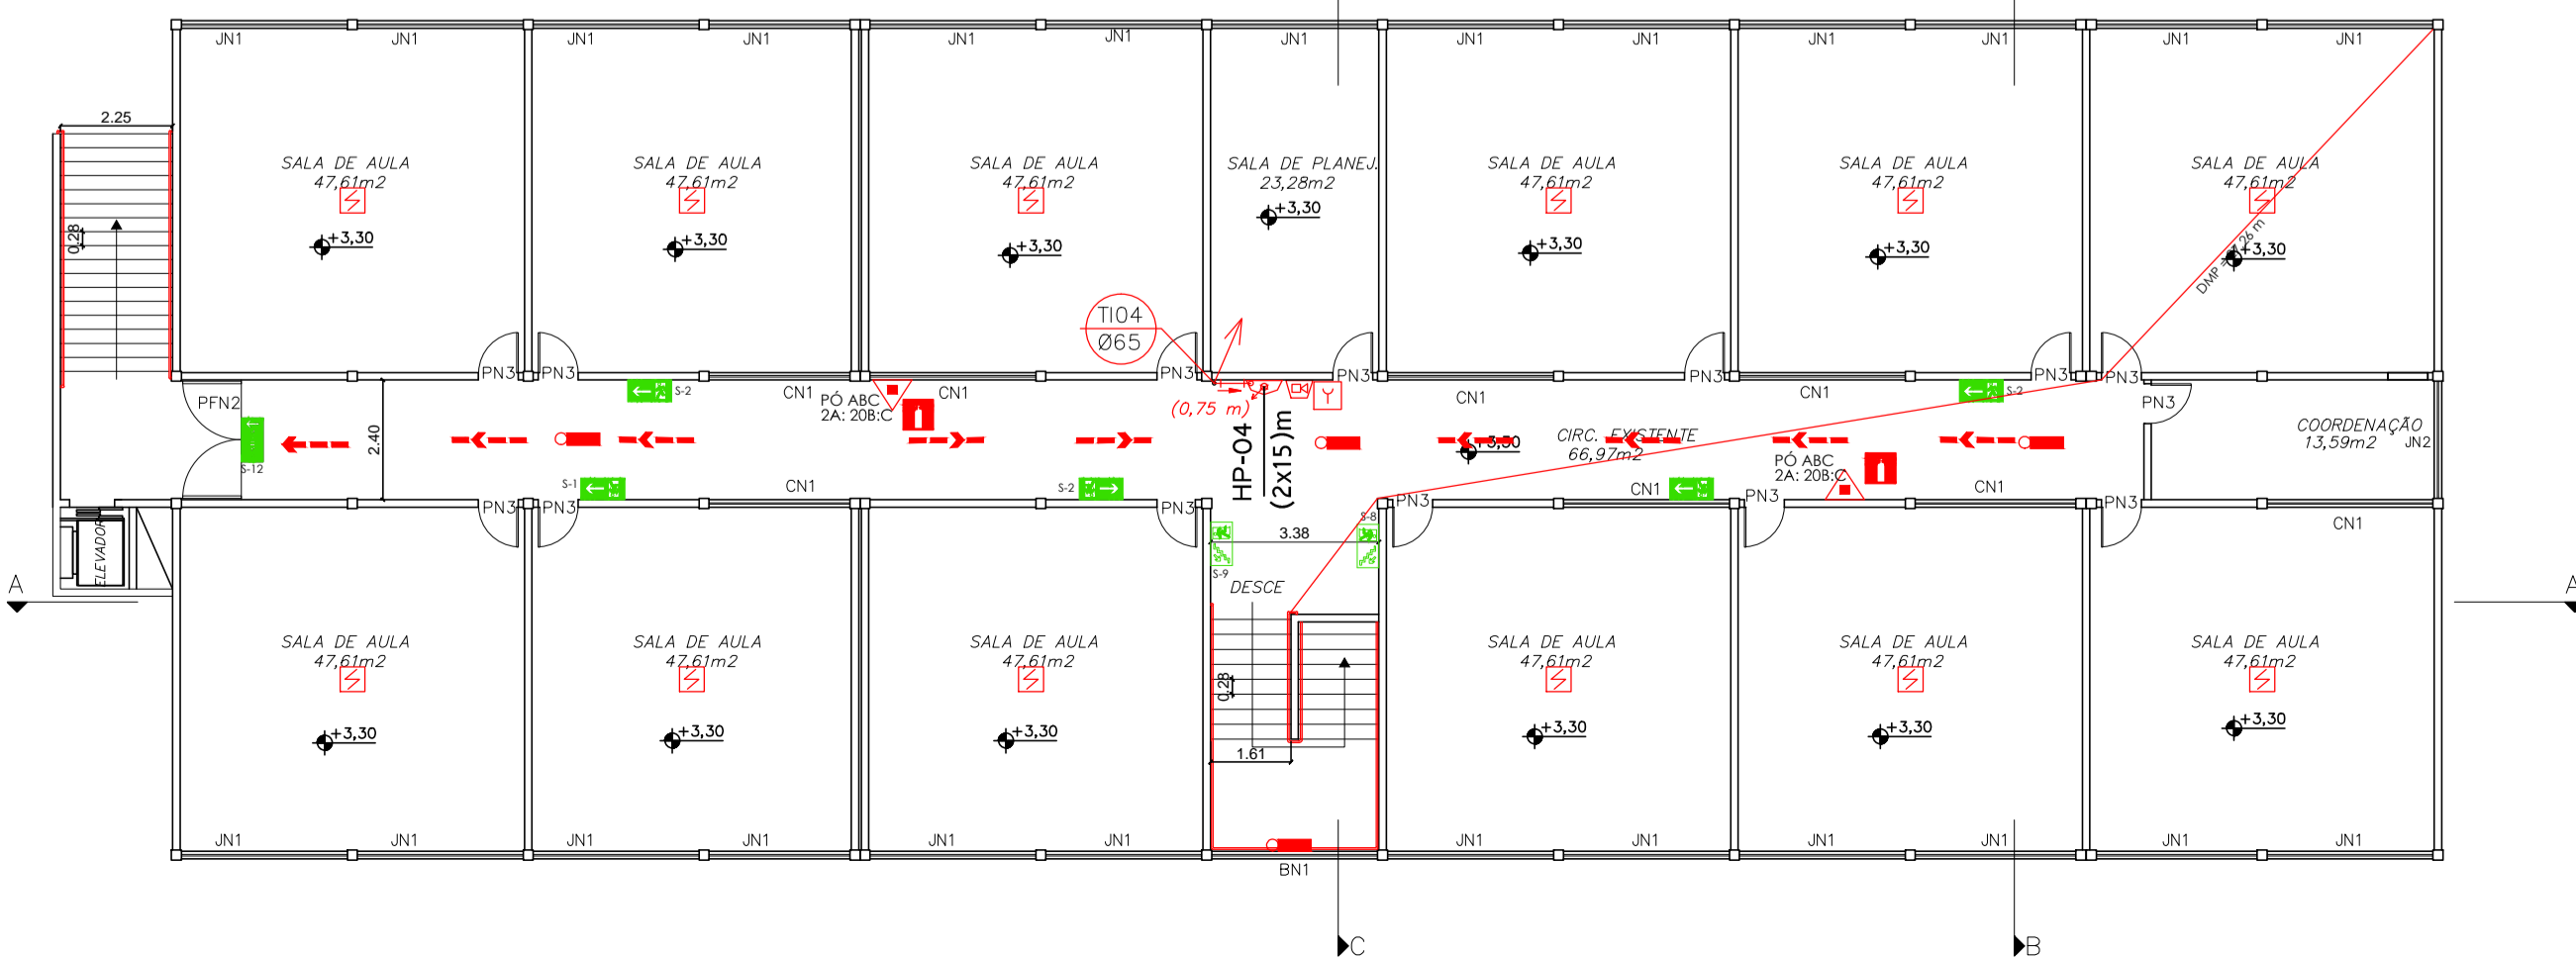 JN1 JN1 JN1 JN1 JN1 JN1 JN1 JN1 JN1 JN1 JN1 JN1 JN1
2.25
0.28
SALA DE AULA
47,61m2
+3,30
SALA DE AULA
47,61m2
+3,30
SALA DE AULA
47,61m2
+3,30
SALA DE PLANEJ.
23,28m2
+3,30
SALA DE AULA
47,61m2
+3,30
SALA DE AULA
47,61m2
+3,30
SALA DE AULA
47,61m2
+3,30
DMP =
TI04
Ø65
PN3 PN3 PN3 PN3 PN3 PN3 PN3
PFN2
S-12
2.40
S-2
CN1
PÓ ABC
2A: 20B:C
CN1
(0,75 m)
HP-04
(2x15)m
CN1
+3,30
CIRC. EXISTENTE
66,97m2
CN1
PÓ ABC
2A: 20B:C
S-2
PN3
COORDENAÇÃO
13,59m2
JN2
S-1
CN1
S-2
CN1
CN1
PN3 PN3 PN3 PN3 PN3 PN3
CN1
ELEVADOR
S-9
S-8
3.38
DESCE
0.28
1.61
A
A
SALA DE AULA
47,61m2
+3,30
SALA DE AULA
47,61m2
+3,30
SALA DE AULA
47,61m2
+3,30
SALA DE AULA
47,61m2
+3,30
SALA DE AULA
47,61m2
+3,30
SALA DE AULA
47,61m2
+3,30
JN1 JN1 JN1 JN1 JN1 JN1 JN1 JN1 JN1 JN1 JN1 JN1
BN1
C
B